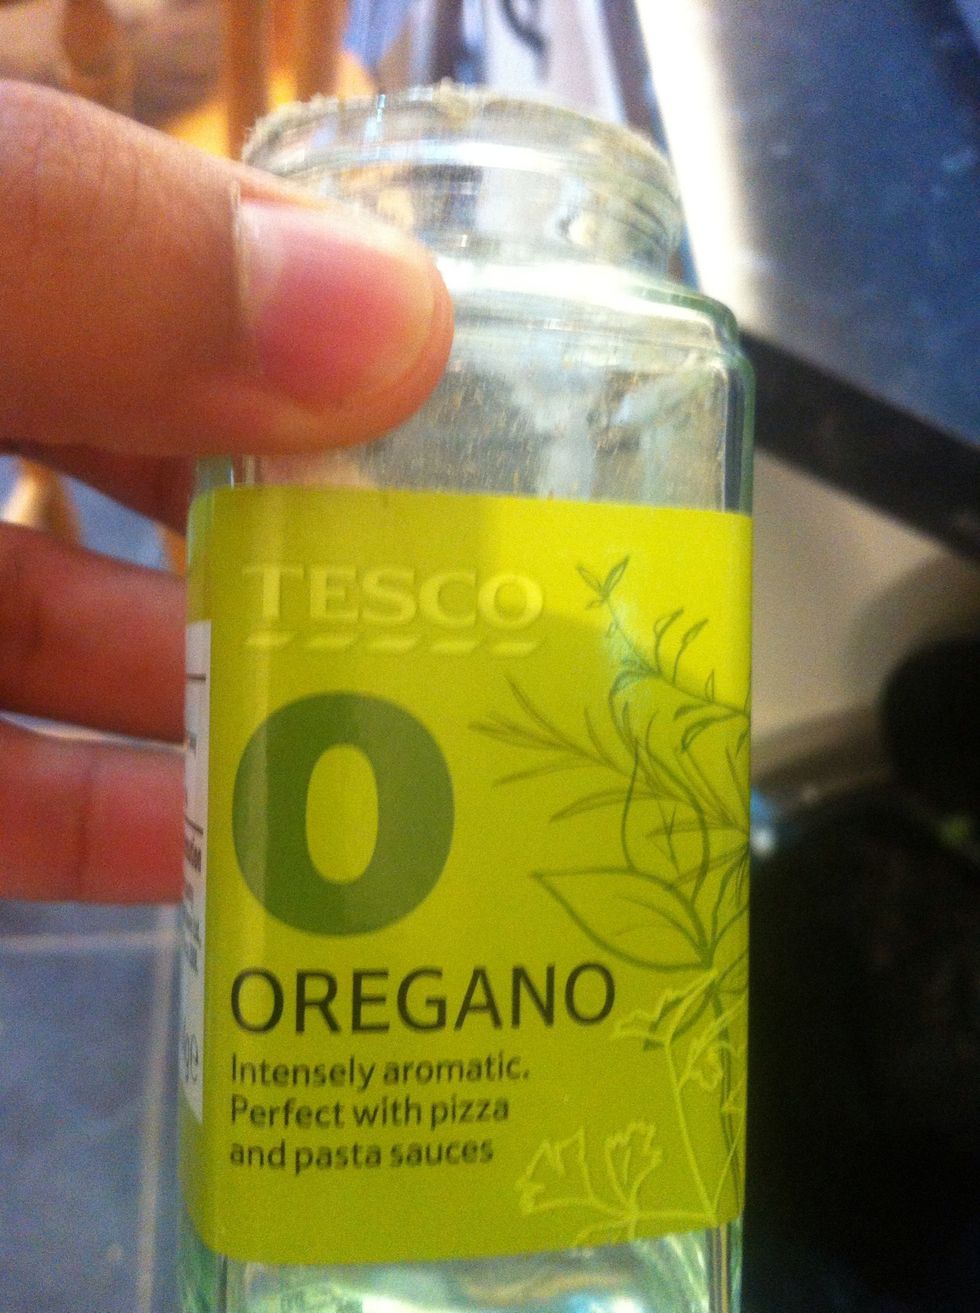 TESCO
O
OREGANO
Intensely aromatic.
Perfect with pizza
and pasta sauces